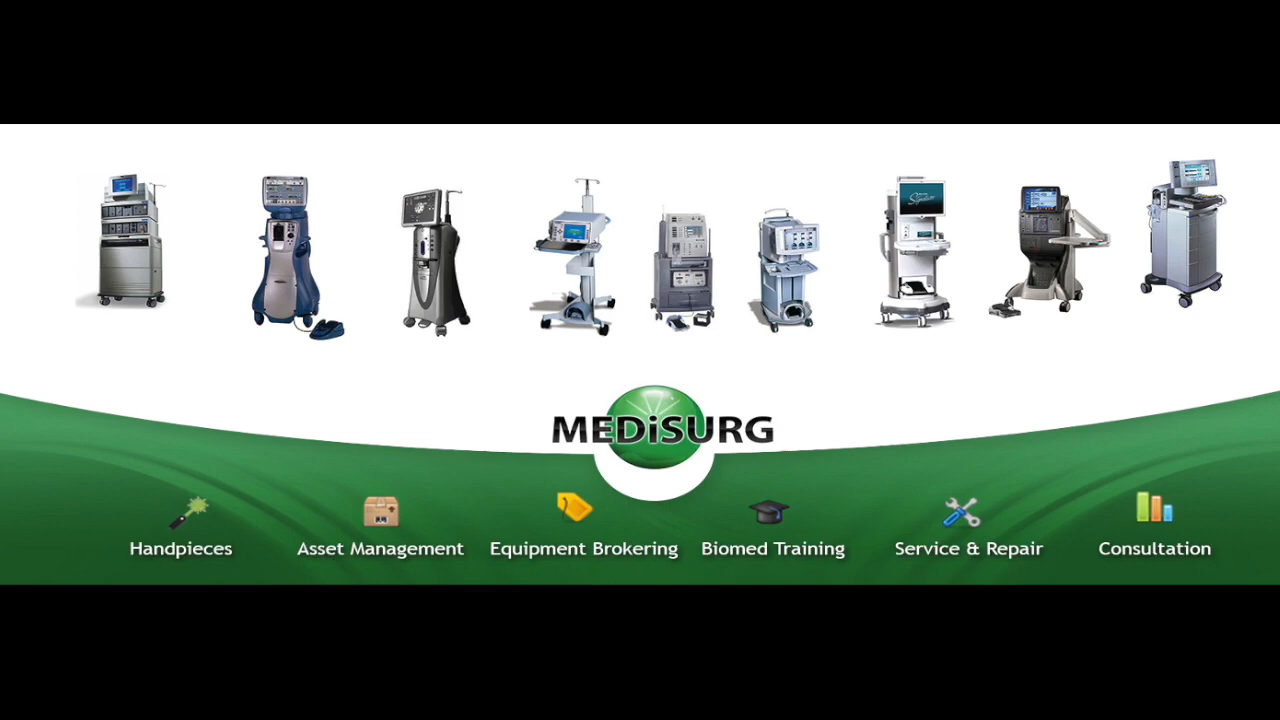 MEDiSURG
Handpieces
Asset Management
Equipment Brokering
Biomed Training
Service & Repair
Consultation